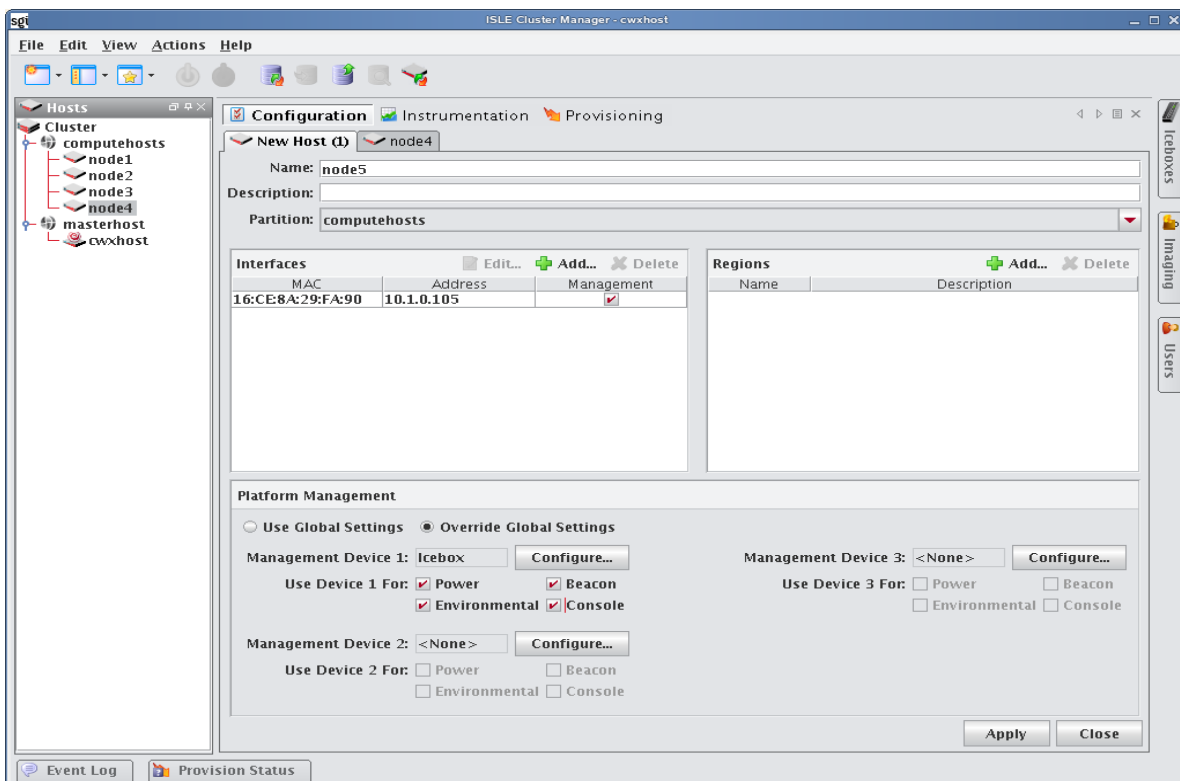 sgi ISLE Cluster Manager - cwxhost
File Edit View Actions Help
Hosts
Cluster
computehosts
node1
node2
node3
node4
masterhost
cwxhost
Configuration Instrumentation Provisioning
New Host (1) node4
Name: node5
Description:
Partition: computehosts
Interfaces Edit... Add... Delete
MAC Address Management
16:CE:8A:29:FA:90 10.1.0.105
Regions Add... Delete
Name Description
Platform Management
Use Global Settings Override Global Settings
Management Device 1: Icebox Configure...
Use Device 1 For: Power Beacon
Environmental Console
Management Device 3: <None> Configure...
Use Device 3 For: Power Beacon
Environmental Console
Management Device 2: <None> Configure...
Use Device 2 For: Power Beacon
Environmental Console
Apply Close
Iceboxes
Imaging
Users
Event Log Provision Status